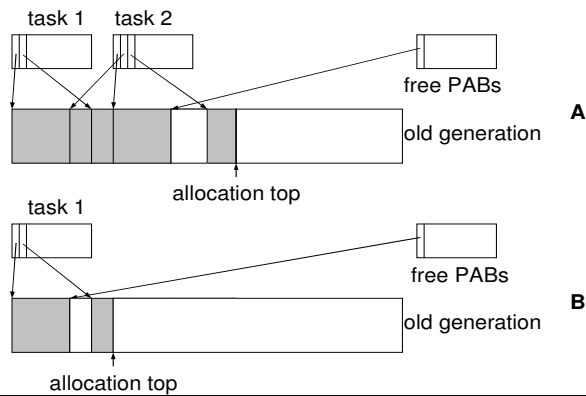 task 1 task 2
free PABs
A
old generation
allocation top
task 1
free PABs
B
old generation
allocation top